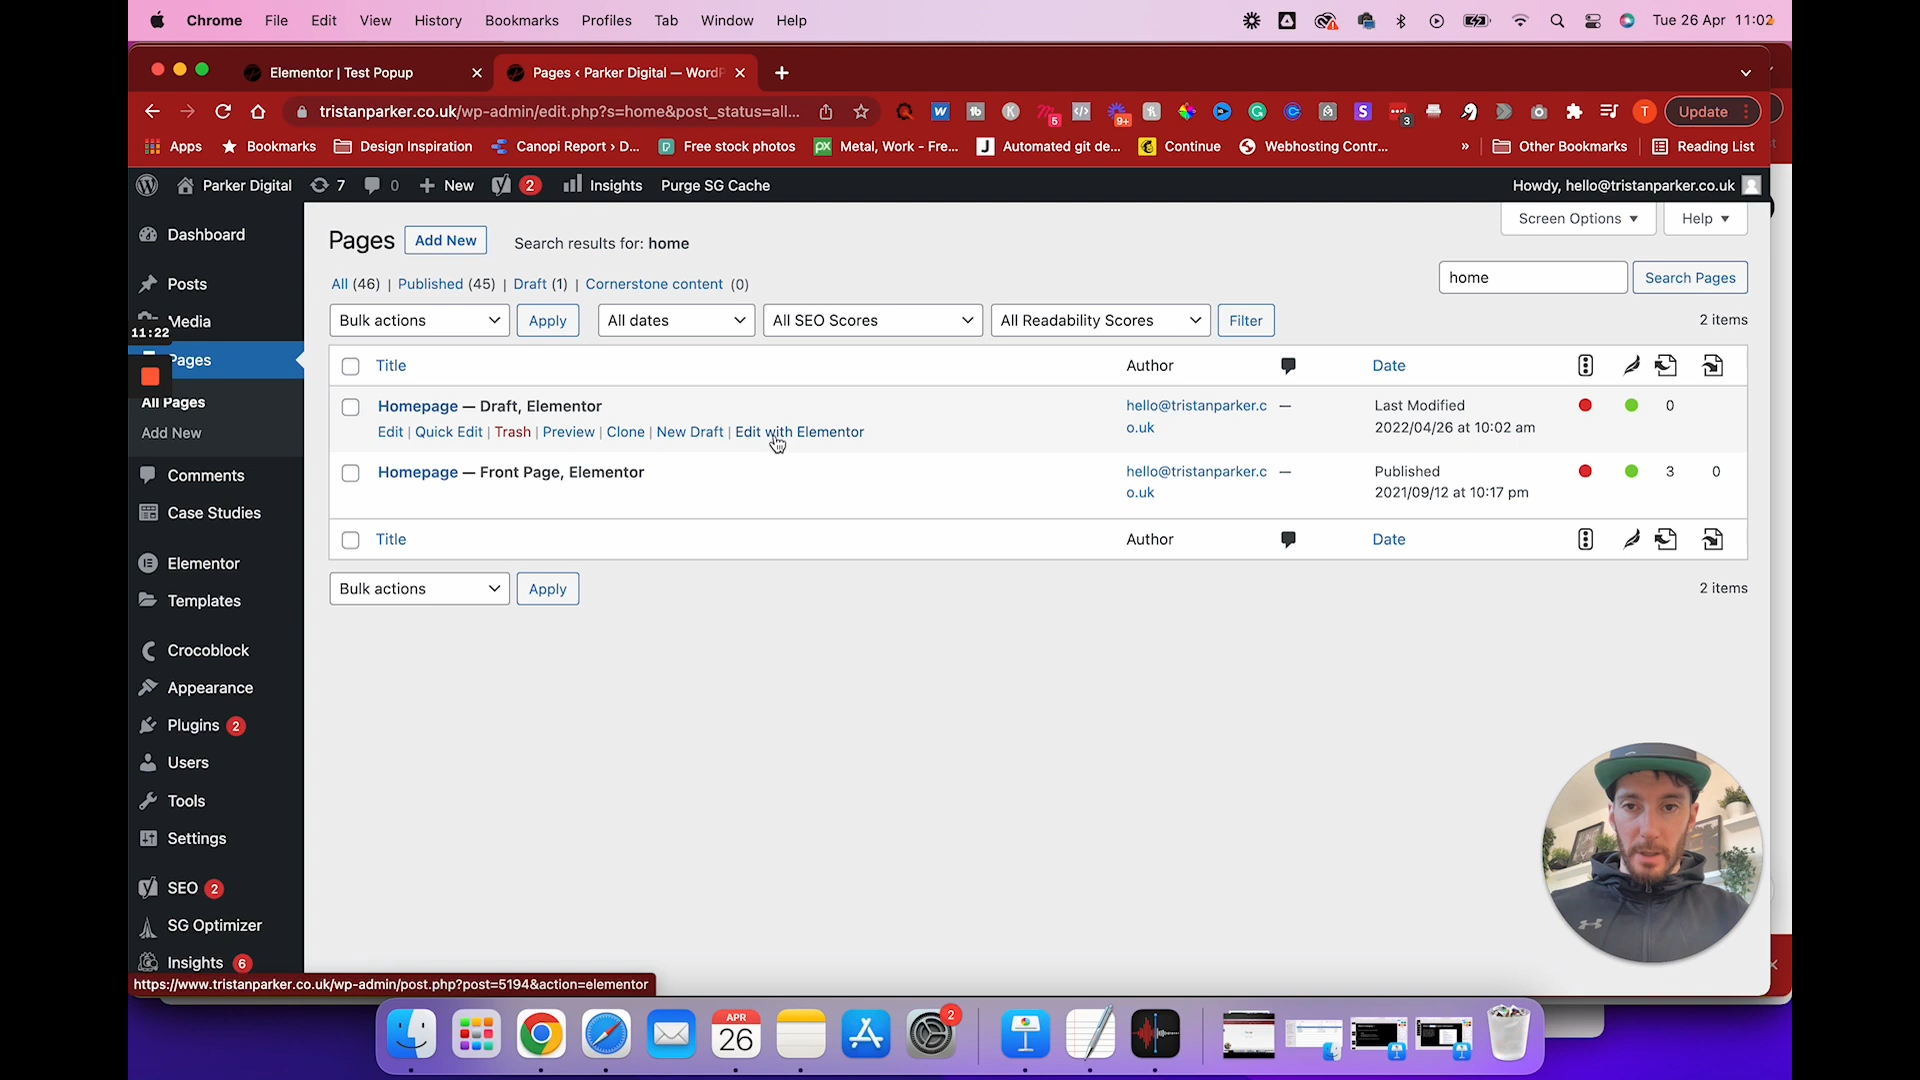 Chrome File Edit View History Bookmarks Profiles Tab Window Help Tue 26 Apr 11:02
Elementor | Test Popup
Pages ‹ Parker Digital — WordP
tristanparker.co.uk/wp-admin/edit.php?s=home&post_status=all...
5
9+
3
T
Update
Apps
Bookmarks
Design Inspiration
Canopi Report › D...
Free stock photos
px Metal, Work - Fre...
J Automated git de...
Continue
Webhosting Contr...
»
Other Bookmarks
Reading List
Parker Digital 7 0 New 2 Insights Purge SG Cache
Howdy, hello@tristanparker.co.uk
Dashboard
Posts
Media
11:22
Pages
All Pages
Add New
Comments
Case Studies
Elementor
Templates
Crocoblock
Appearance
Plugins 2
Users
Tools
Settings
SEO 2
SG Optimizer
Insights 6
Screen Options
Help
Pages Add New Search results for: home
All (46) | Published (45) | Draft (1) | Cornerstone content (0)
home Search Pages
Bulk actions Apply All dates All SEO Scores All Readability Scores Filter 2 items
Title Author Date
Homepage — Draft, Elementor
Edit | Quick Edit | Trash | Preview | Clone | New Draft | Edit with Elementor
hello@tristanparker.c
o.uk
—
Last Modified
2022/04/26 at 10:02 am
0
Homepage — Front Page, Elementor
hello@tristanparker.c
o.uk
—
Published
2021/09/12 at 10:17 pm
3 0
Title Author Date
Bulk actions Apply 2 items
https://www.tristanparker.co.uk/wp-admin/post.php?post=5194&action=elementor
APR
26
2